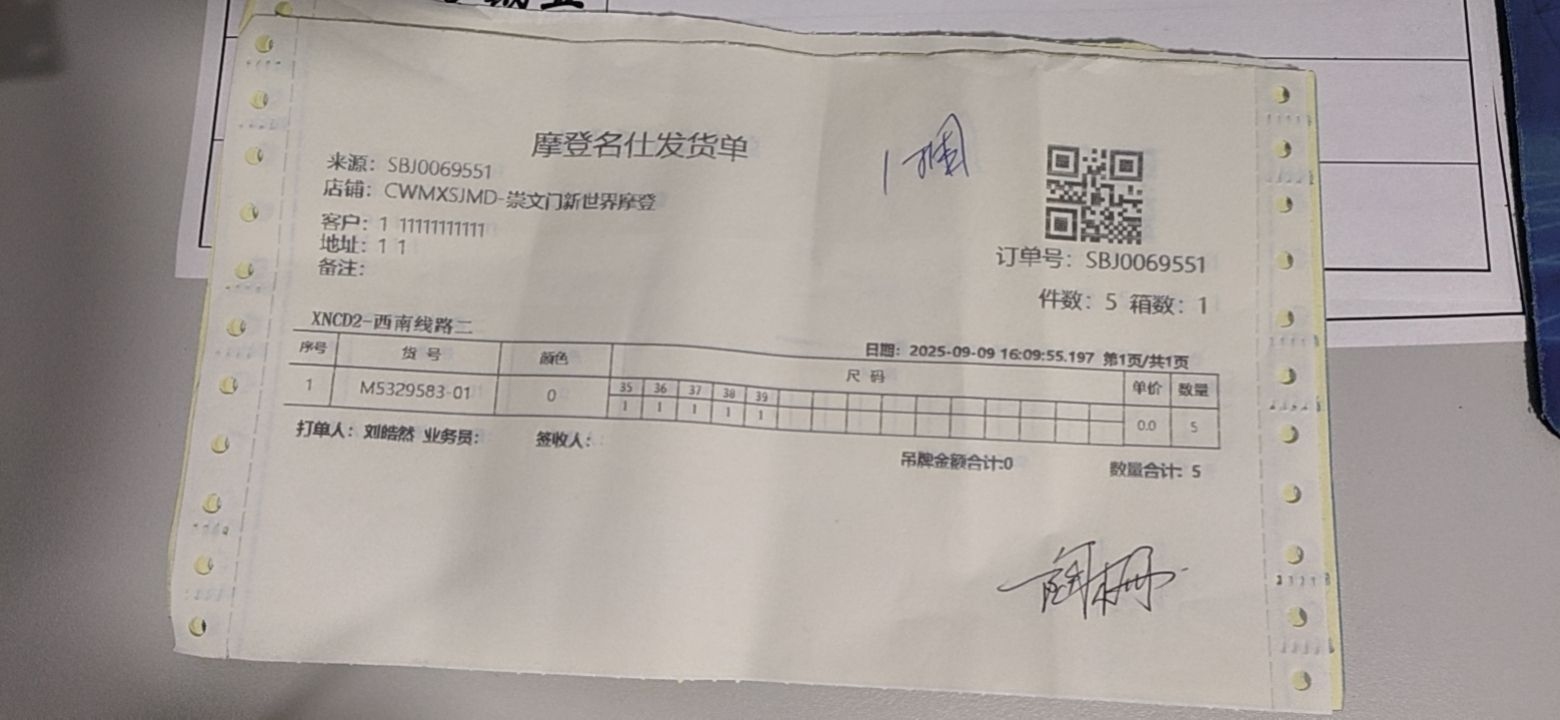 摩登名仕发货单
1捆
来源：SBJ0069551
店铺：CWMXSJMD-崇文门新世界摩登
客户：1 11111111111
地址：1 1
备注：
订单号：SBJ0069551
件数：5 箱数：1
XNCD2-西南线路二
日期：2025-09-09 16:09:55.197 第1页/共1页
序号 货号 颜色 尺码 单价 数量
35 36 37 38 39
1 M5329583-01 0 1 1 1 1 1 0.0 5
打单人：刘皓然 业务员： 签收人：
吊牌金额合计:0 数量合计：5